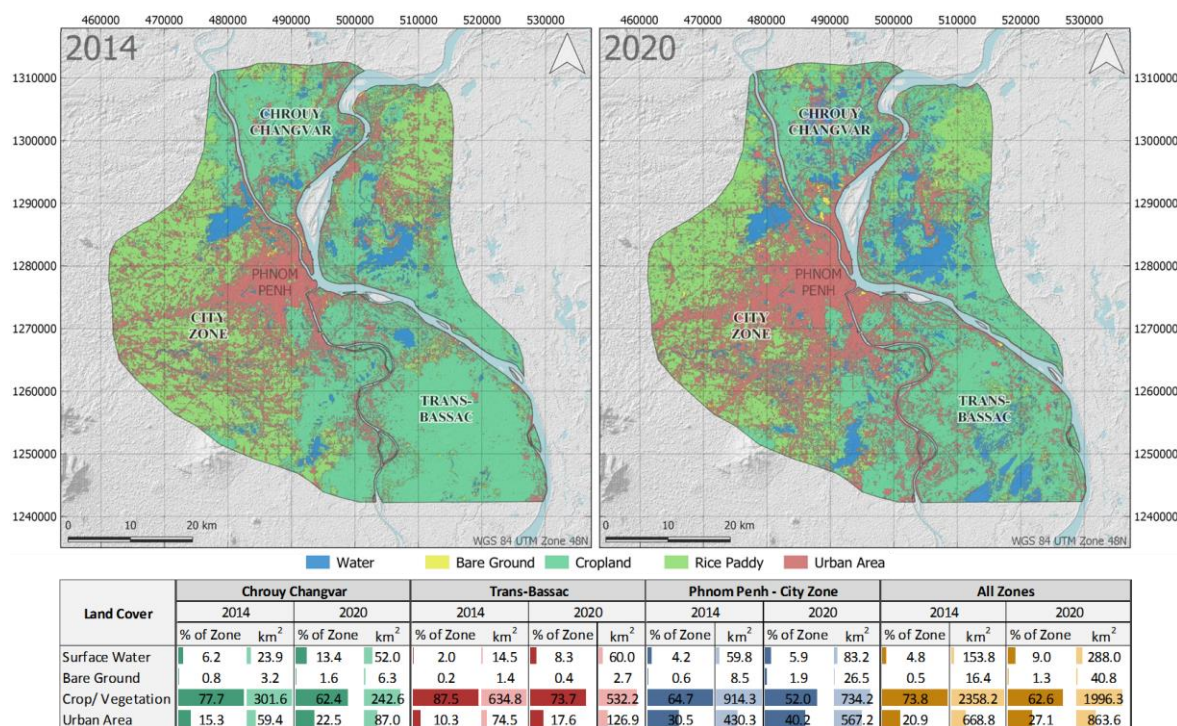 460000 470000 480000 490000 500000 510000 520000 530000
460000 470000 480000 490000 500000 510000 520000 530000
2014
2020
1310000
1300000
1290000
1280000
1270000
1260000
1250000
1240000
1310000
1300000
1290000
1280000
1270000
1260000
1250000
1240000
CHROUY
CHANGVAR
PHNOM
PENH
CITY
ZONE
TRANS-
BASSAC
0 10 20 km
WGS 84 UTM Zone 48N
CHROUY
CHANGVAR
PHNOM
PENH
CITY
ZONE
TRANS-
BASSAC
0 10 20 km
WGS 84 UTM Zone 48N
Water Bare Ground Cropland Rice Paddy Urban Area
Land Cover Chrouy Changvar Trans-Bassac Phnom Penh - City Zone All Zones
2014 2020 2014 2020 2014 2020 2014 2020
% of Zone km² % of Zone km² % of Zone km² % of Zone km² % of Zone km² % of Zone km² % of Zone km² % of Zone km²
Surface Water 6.2 23.9 13.4 52.0 2.0 14.5 8.3 60.0 4.2 59.8 5.9 83.2 4.8 153.8 9.0 288.0
Bare Ground 0.8 3.2 1.6 6.3 0.2 1.4 0.4 2.7 0.6 8.5 1.9 26.5 0.5 16.4 1.3 40.8
Crop/ Vegetation 77.7 301.6 62.4 242.6 87.5 634.8 73.7 532.2 64.7 914.3 52.0 734.2 73.8 2358.2 62.6 1996.3
Urban Area 15.3 59.4 22.5 87.0 10.3 74.5 17.6 126.9 30.5 430.3 40.2 567.2 20.9 668.8 27.1 863.6